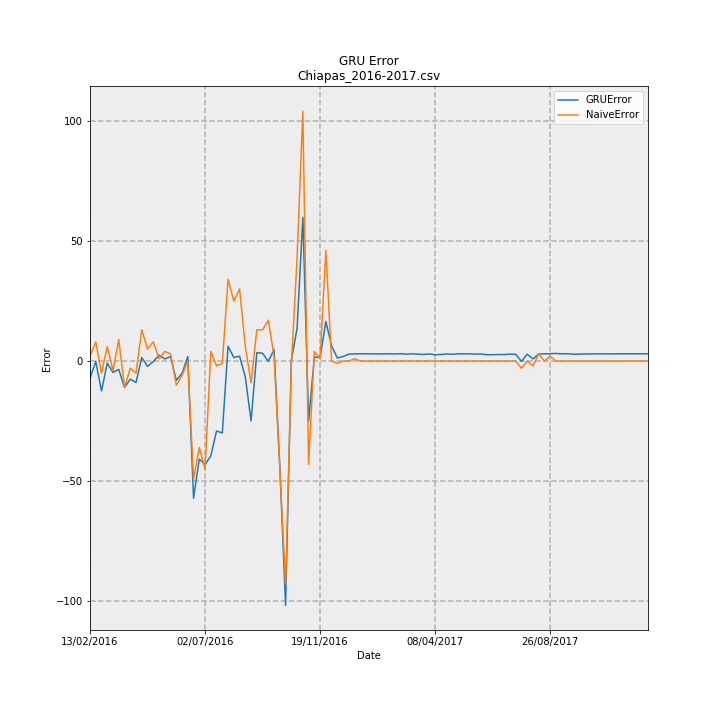 GRU Error
Chiapas_2016-2017.csv
GRUError
NaiveError
100
50
0
−50
−100
Error
13/02/2016
02/07/2016
19/11/2016
08/04/2017
26/08/2017
Date